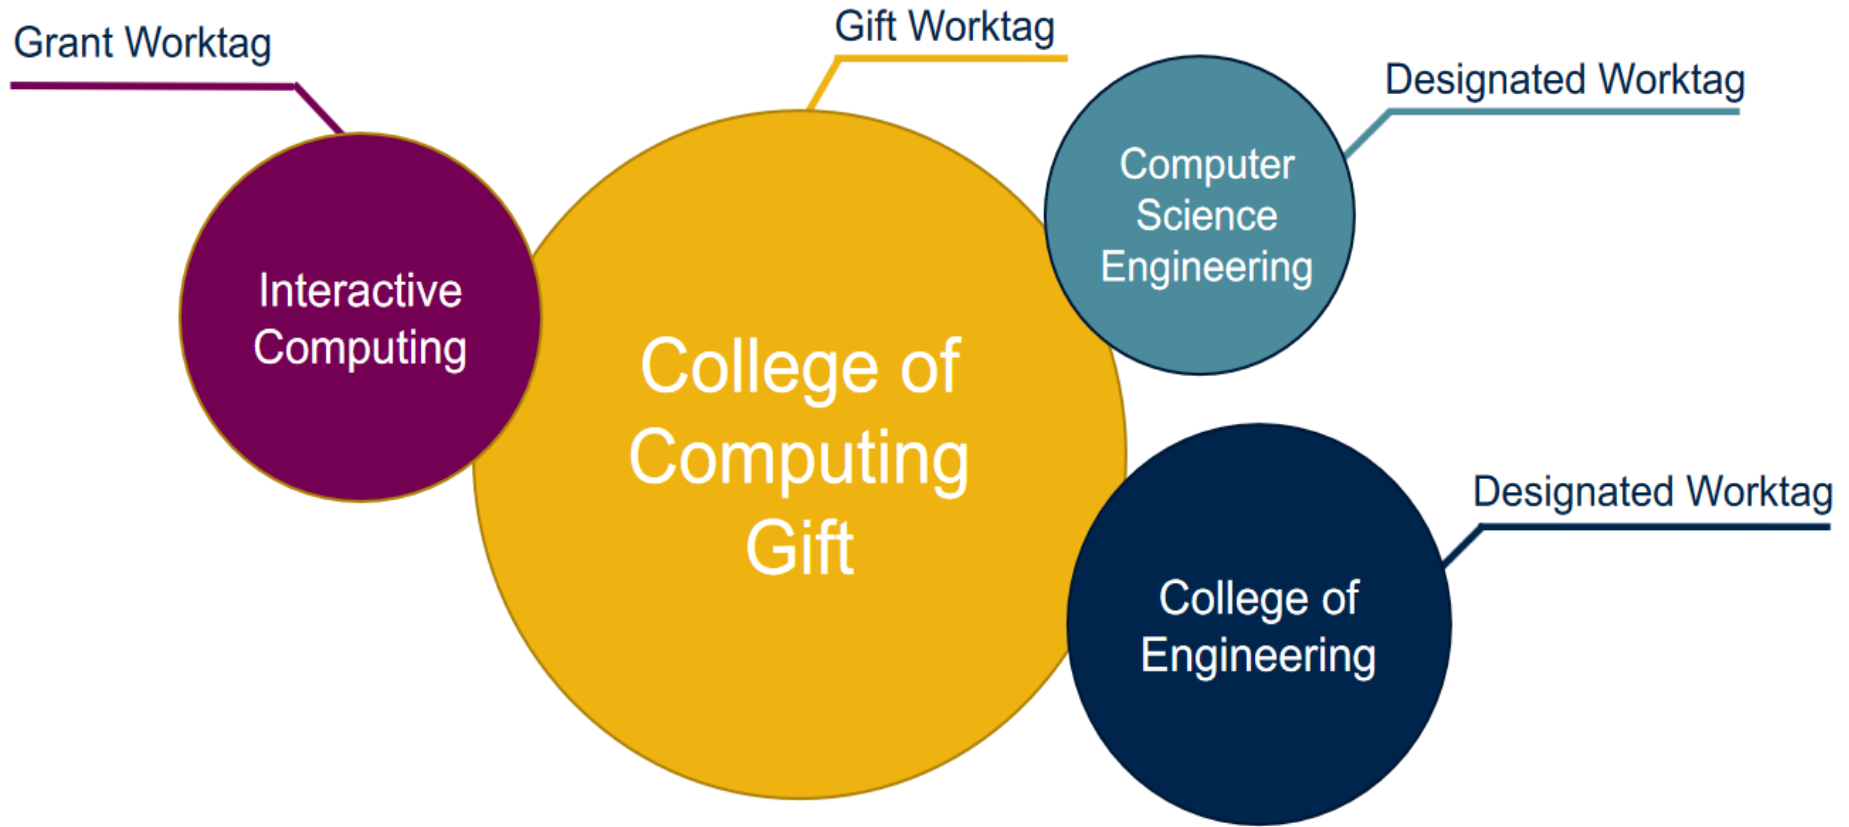 Grant Worktag
Gift Worktag
Designated Worktag
Computer
Science
Engineering
Interactive
Computing
College of
Computing
Gift
Designated Worktag
College of
Engineering